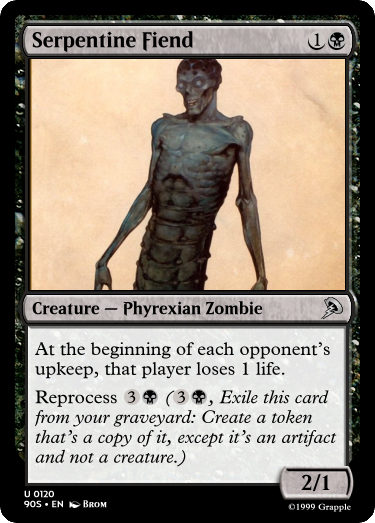 Serpentine Fiend 1
Creature — Phyrexian Zombie
At the beginning of each opponent's
upkeep, that player loses 1 life.
Reprocess 3 (3, Exile this card
from your graveyard: Create a token
that's a copy of it, except it's an artifact
and not a creature.)
2/1
U 0120
90S • EN Brom
©1999 Grapple